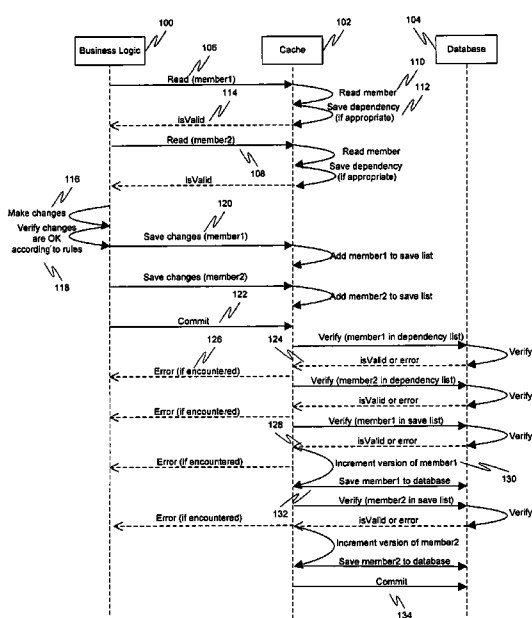 100
102
104
Business Logic
Cache
Database
106
Read (member1)
110
Read member
112
Save dependency
(if appropriate)
114
isValid
Read (member2)
108
Read member
Save dependency
(if appropriate)
isValid
116
Make changes
120
Verify changes
are OK
according to rules
118
Save changes (member1)
Add member1 to save list
Save changes (member2)
Add member2 to save list
122
Commit
Verify (member1 in dependency list)
126
124
isValid or error
Verify
Error (if encountered)
Verify (member2 in dependency list)
isValid or error
Verify
Error (if encountered)
Verify (member1 in save list)
128
isValid or error
Verify
Error (if encountered)
Increment version of member1
130
Save member1 to database
132
Verify (member2 in save list)
Error (if encountered)
isValid or error
Verify
Increment version of member2
Save member2 to database
Commit
134